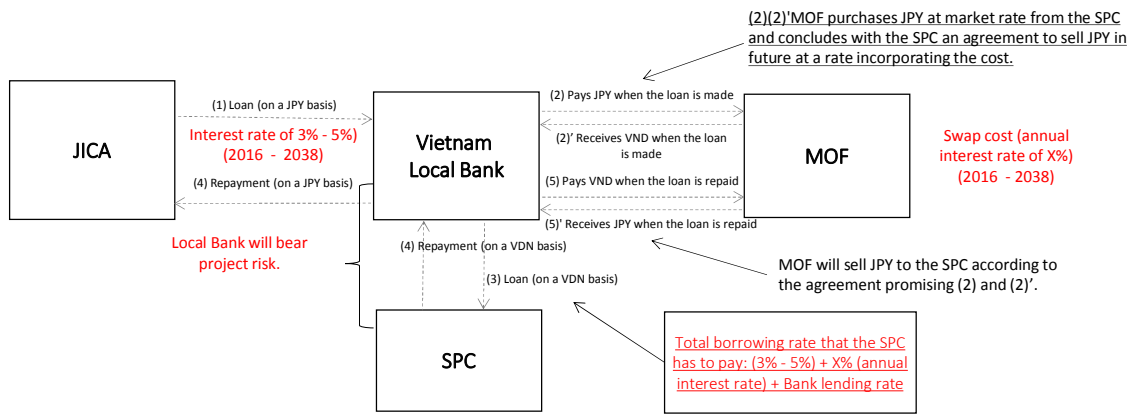 (2)(2)'MOF purchases JPY at market rate from the SPC
and concludes with the SPC an agreement to sell JPY in
future at a rate incorporating the cost.
JICA
(1) Loan (on a JPY basis)
Interest rate of 3% - 5%)
(2016 - 2038)
(4) Repayment (on a JPY basis)
Vietnam
Local Bank
(2) Pays JPY when the loan is made
(2)' Receives VND when the loan
is made
(5) Pays VND when the loan is repaid
(5)' Receives JPY when the loan is repaid
MOF
Swap cost (annual
interest rate of X%)
(2016 - 2038)
Local Bank will bear
project risk.
(4) Repayment (on a VDN basis)
(3) Loan (on a VDN basis)
MOF will sell JPY to the SPC according to
the agreement promising (2) and (2)'.
SPC
Total borrowing rate that the SPC
has to pay: (3% - 5%) + X% (annual
interest rate) + Bank lending rate